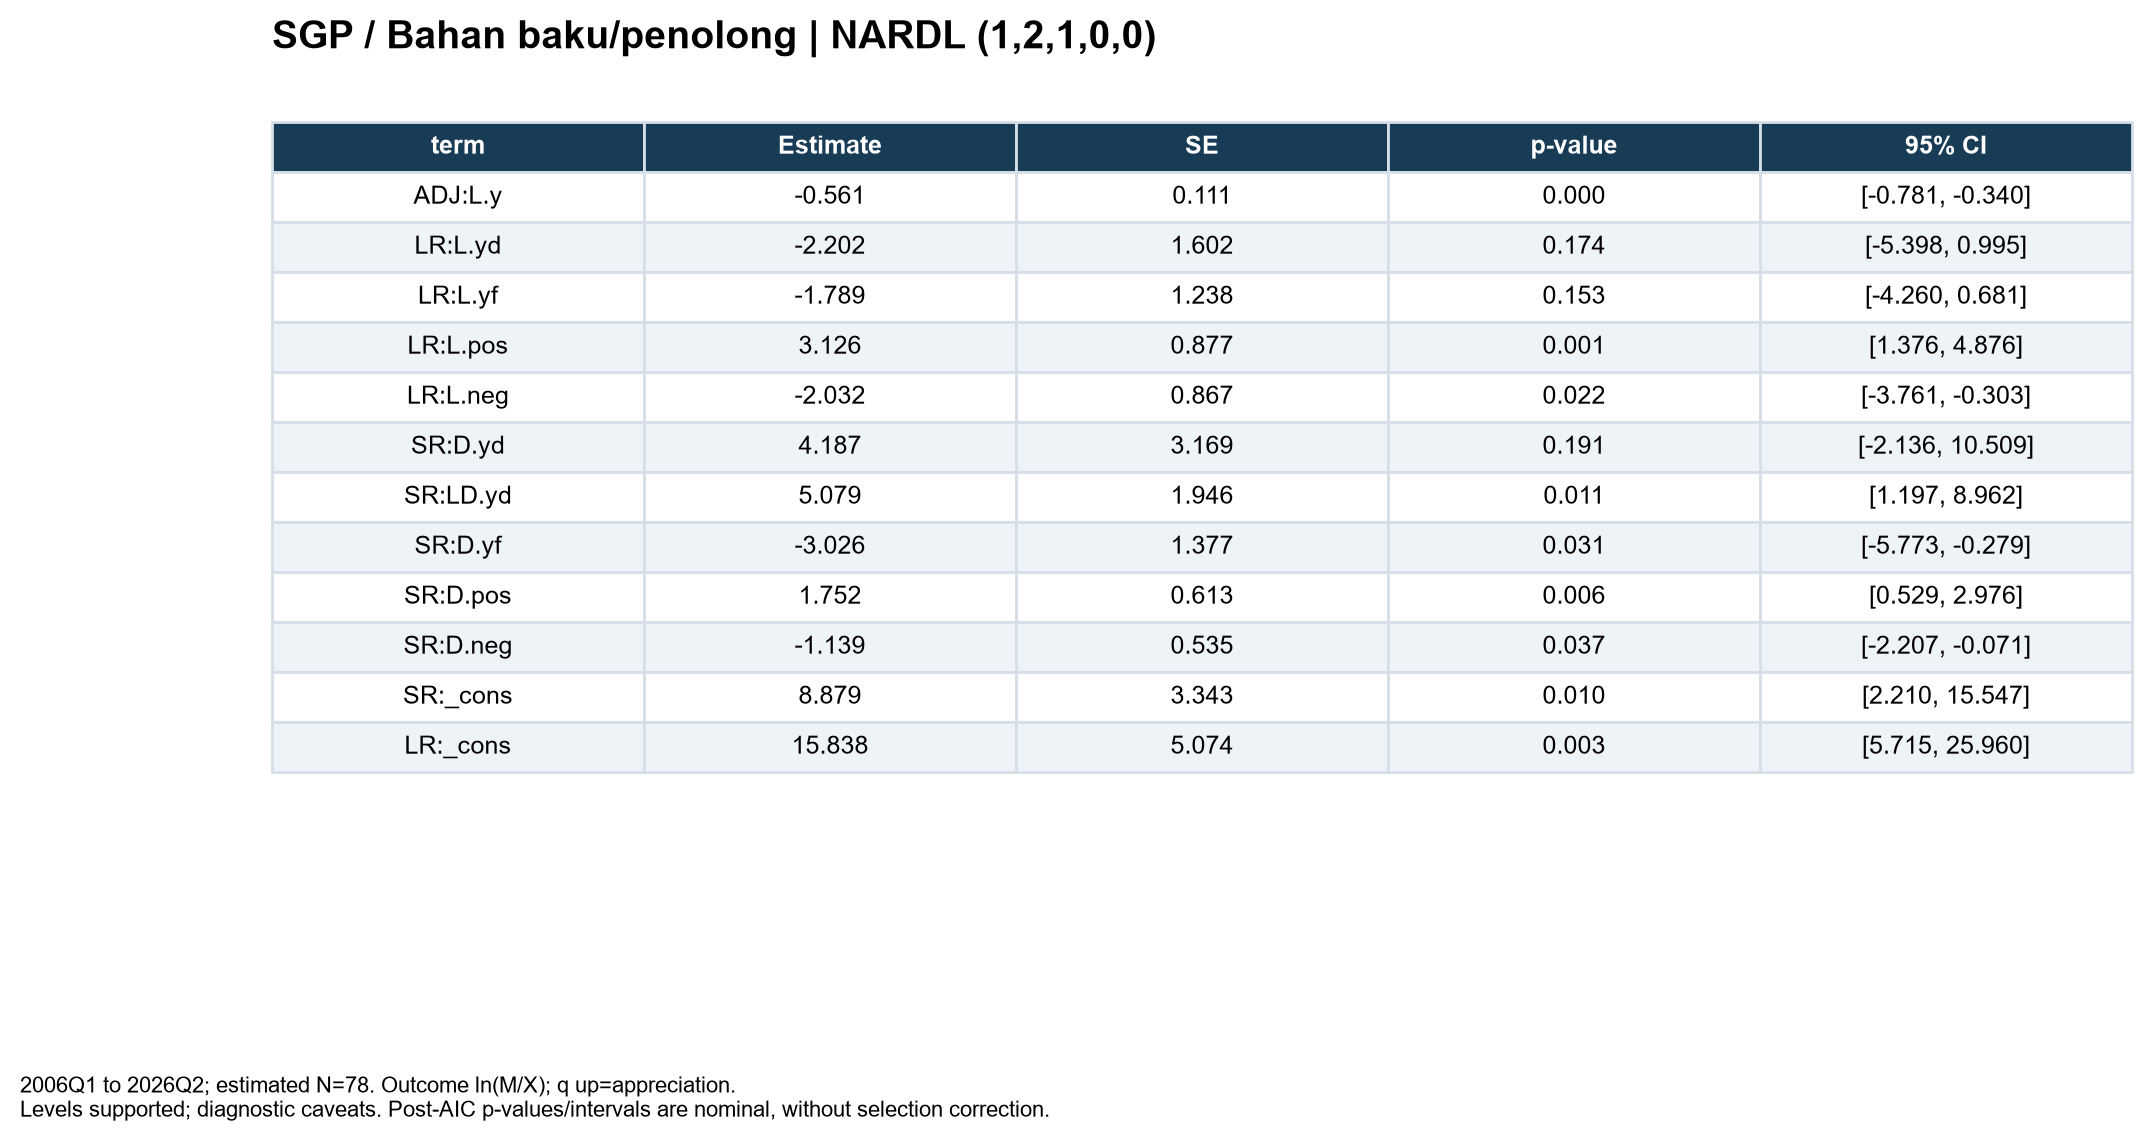 SGP / Bahan baku/penolong | NARDL (1,2,1,0,0)
term Estimate SE p-value 95% CI
ADJ:L.y -0.561 0.111 0.000 [-0.781, -0.340]
LR:L.yd -2.202 1.602 0.174 [-5.398, 0.995]
LR:L.yf -1.789 1.238 0.153 [-4.260, 0.681]
LR:L.pos 3.126 0.877 0.001 [1.376, 4.876]
LR:L.neg -2.032 0.867 0.022 [-3.761, -0.303]
SR:D.yd 4.187 3.169 0.191 [-2.136, 10.509]
SR:LD.yd 5.079 1.946 0.011 [1.197, 8.962]
SR:D.yf -3.026 1.377 0.031 [-5.773, -0.279]
SR:D.pos 1.752 0.613 0.006 [0.529, 2.976]
SR:D.neg -1.139 0.535 0.037 [-2.207, -0.071]
SR:_cons 8.879 3.343 0.010 [2.210, 15.547]
LR:_cons 15.838 5.074 0.003 [5.715, 25.960]
2006Q1 to 2026Q2; estimated N=78. Outcome ln(M/X); q up=appreciation.
Levels supported; diagnostic caveats. Post-AIC p-values/intervals are nominal, without selection correction.